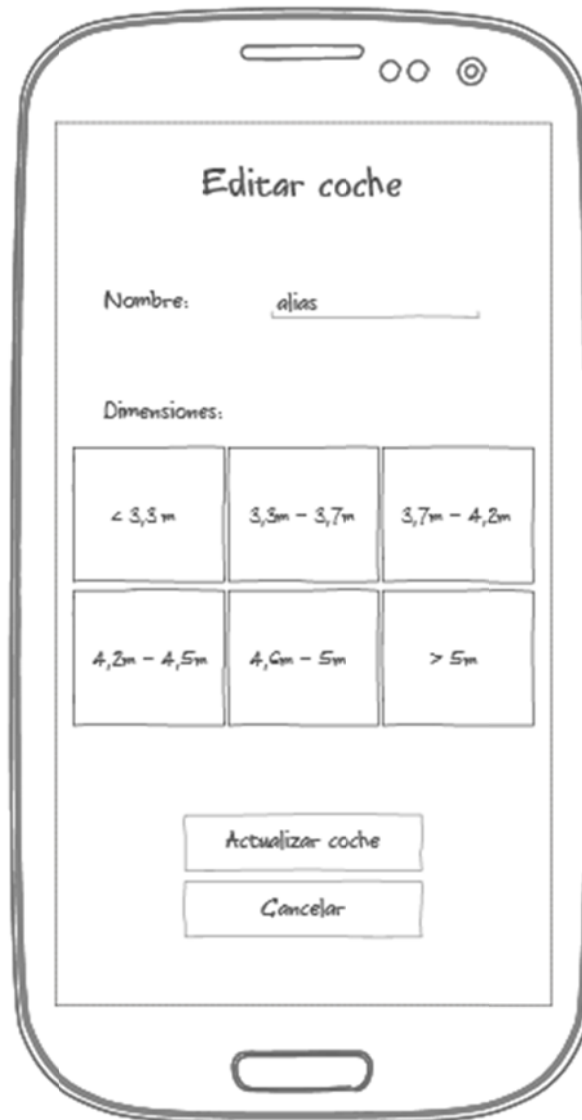 Editar coche
Nombre: alias
Dimensiones:
< 3,3m 3,3m - 3,7m 3,7m - 4,2m
4,2m - 4,5m 4,6m - 5m > 5m
Actualizar coche
Cancelar